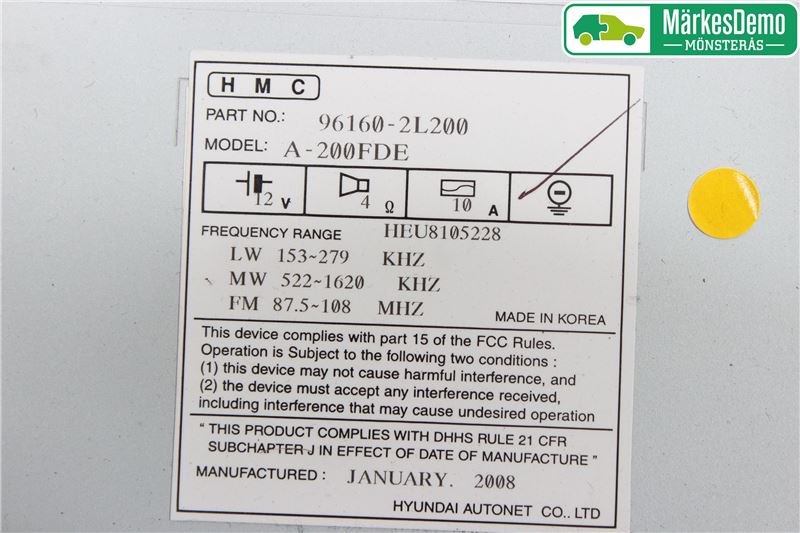 MärkesDemo
MÖNSTERÅS
HMC
PART NO.: 96160-2L200
MODEL: A-200FDE
12 V 4 Ω 10 A
FREQUENCY RANGE HEU8105228
LW 153~279 KHZ
MW 522~1620 KHZ
FM 87.5~108 MHZ
MADE IN KOREA
This device complies with part 15 of the FCC Rules.
Operation is Subject to the following two conditions :
(1) this device may not cause harmful interference, and
(2) the device must accept any interference received,
including interference that may cause undesired operation
“ THIS PRODUCT COMPLIES WITH DHHS RULE 21 CFR
SUBCHAPTER J IN EFFECT OF DATE OF MANUFACTURE ”
MANUFACTURED : JANUARY. 2008
HYUNDAI AUTONET CO., LTD